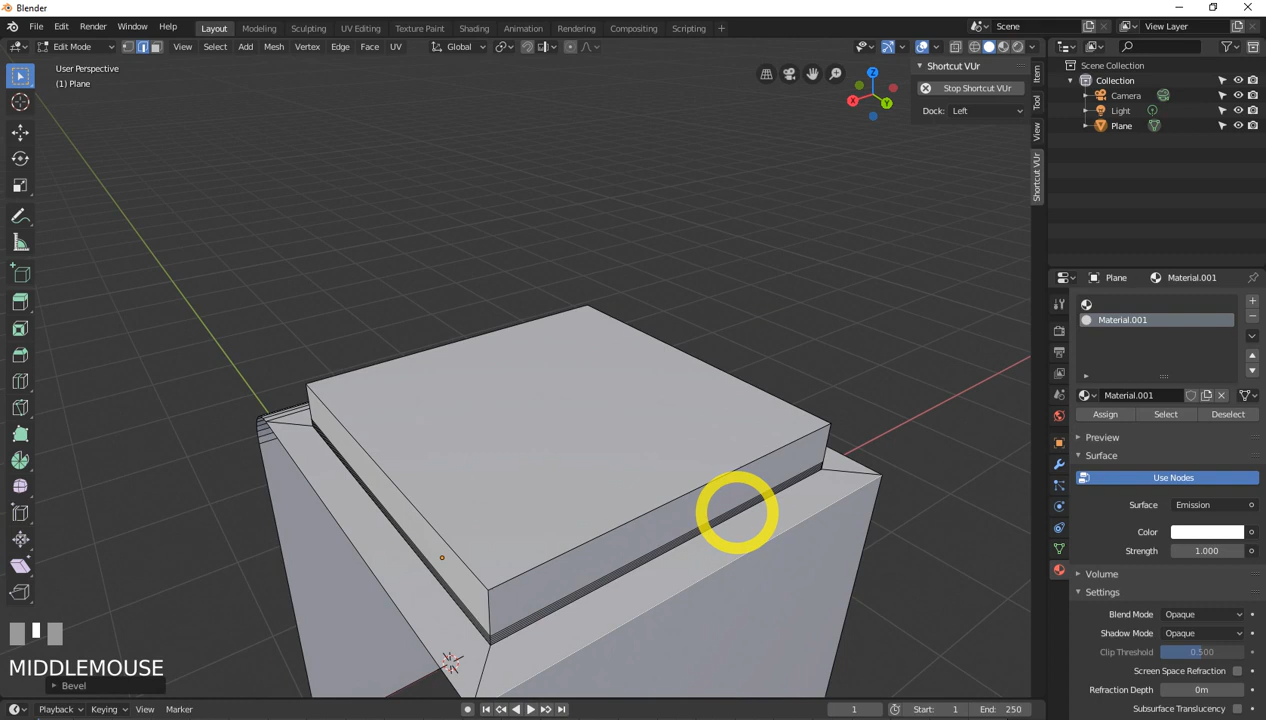 Blender
File Edit Render Window Help
Layout Modeling Sculpting UV Editing Texture Paint Shading Animation Rendering Compositing Scripting +
Scene
View Layer
Edit Mode
View Select Add Mesh Vertex Edge Face UV
Global
User Perspective
(1) Plane
Shortcut VUr
Stop Shortcut VUr
Dock: Left
Item
Tool
View
Shortcut VUr
X
Y
Z
Scene Collection
Collection
Camera
Light
Plane
Plane
Material.001
Material.001
Material.001
Assign Select Deselect
Preview
Surface
Use Nodes
Surface Emission
Color
Strength 1.000
Volume
Settings
Blend Mode Opaque
Shadow Mode Opaque
Clip Threshold 0.500
Screen Space Refraction
Refraction Depth 0m
Subsurface Translucency
MIDDLEMOUSE
Bevel
Playback Keying View Marker
1
Start: 1
End: 250